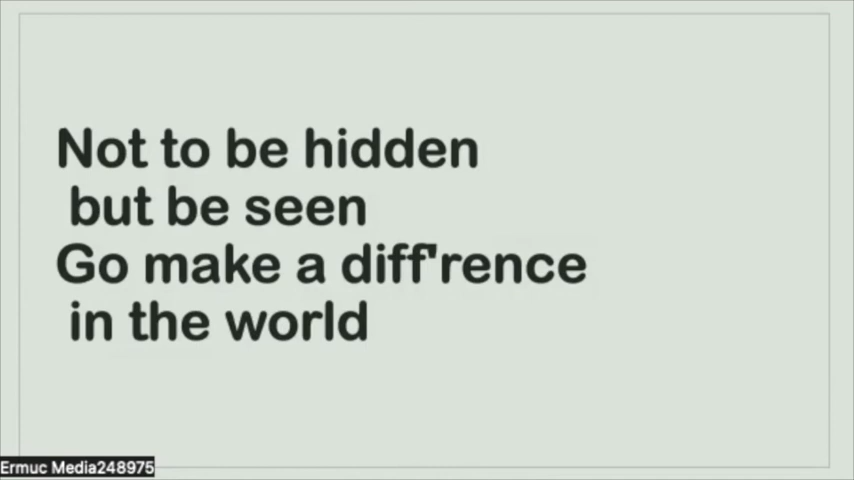 Not to be hidden
but be seen
Go make a diff'rence
in the world
Ermuc Media248975